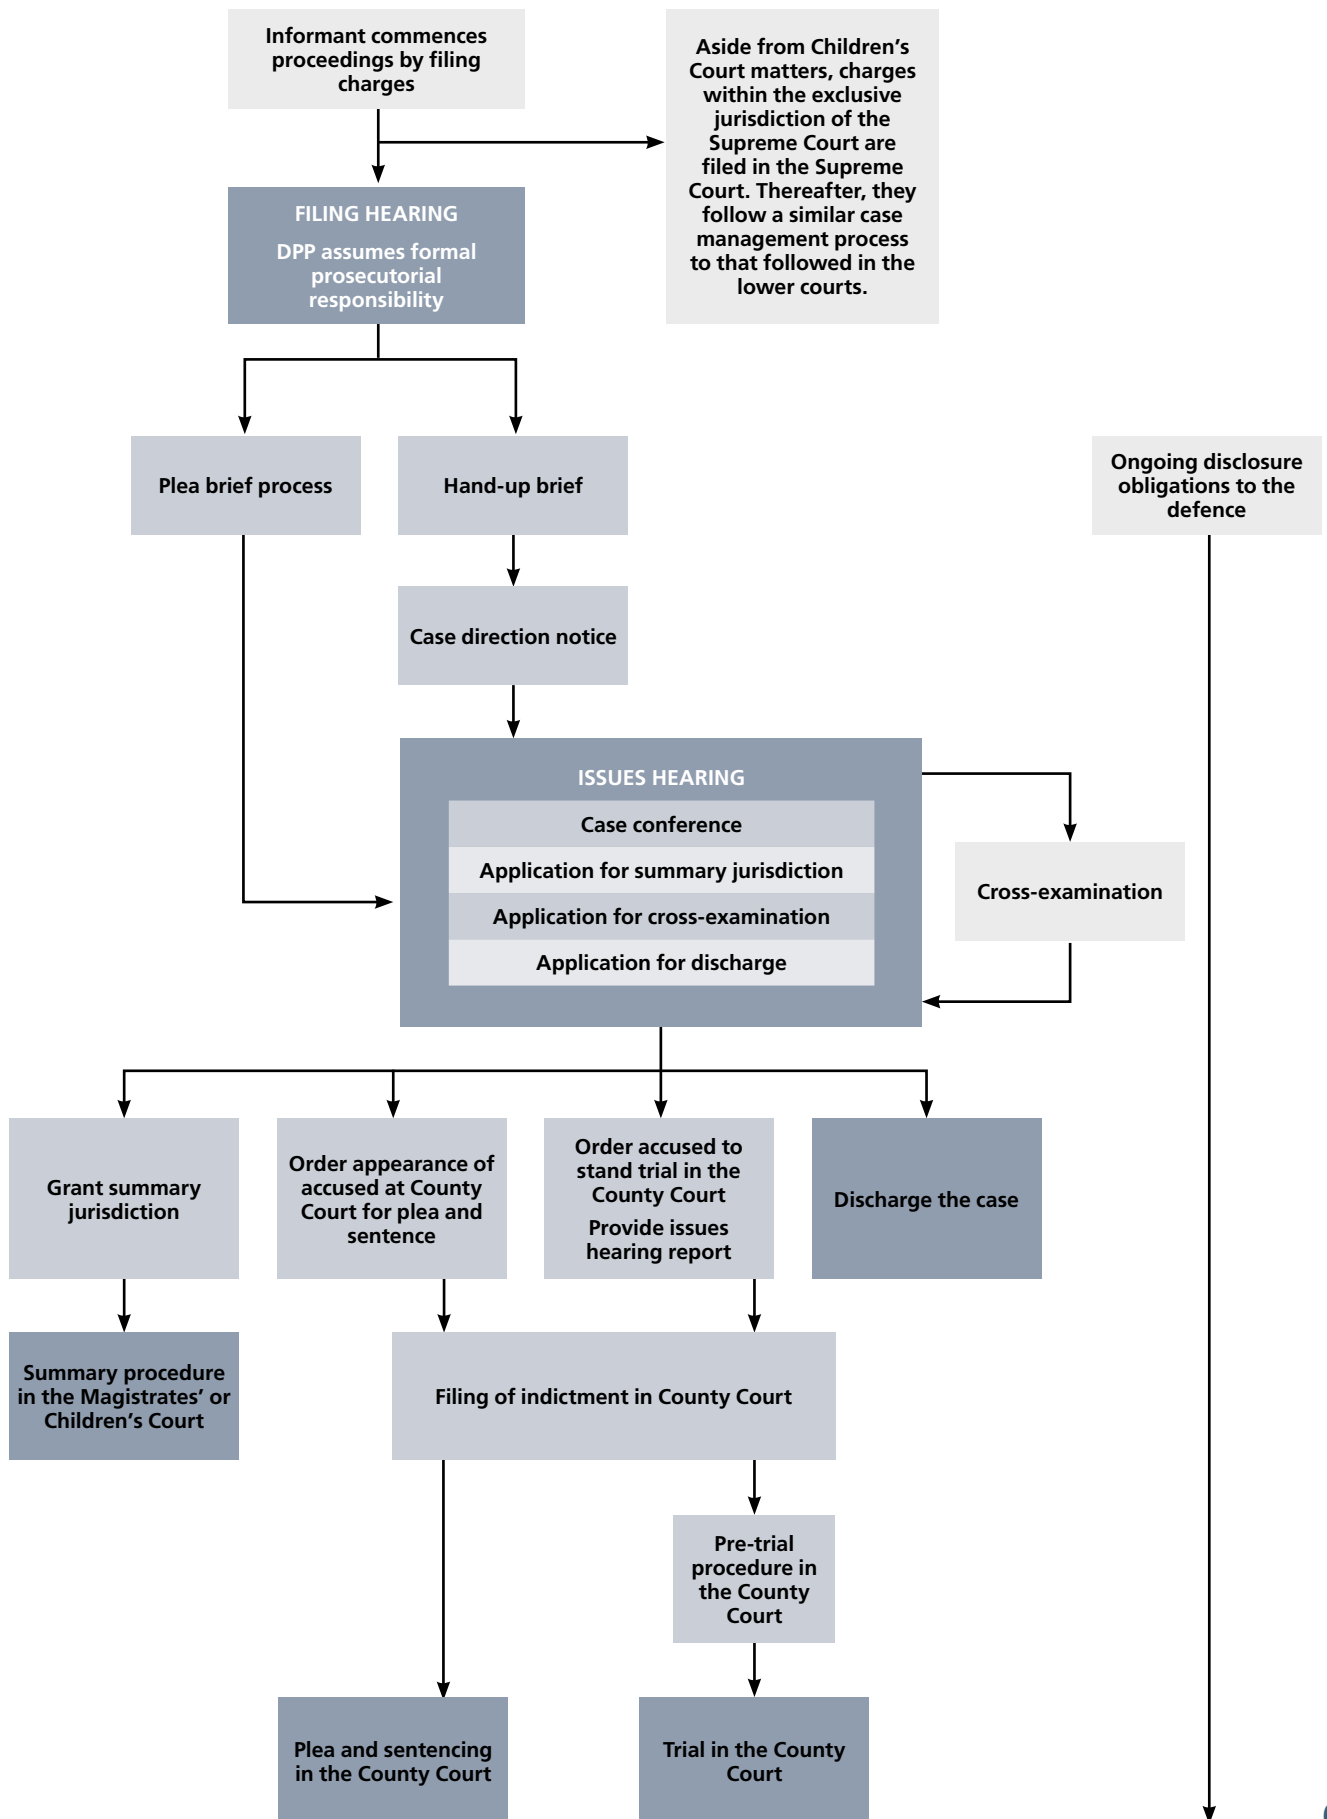 Informant commences
proceedings by filing
charges
Aside from Children’s
Court matters, charges
within the exclusive
jurisdiction of the
Supreme Court are
filed in the Supreme
Court. Thereafter, they
follow a similar case
management process
to that followed in the
lower courts.
FILING HEARING
DPP assumes formal
prosecutorial
responsibility
Plea brief process
Hand-up brief
Ongoing disclosure
obligations to the
defence
Case direction notice
ISSUES HEARING
Case conference
Application for summary jurisdiction
Application for cross-examination
Application for discharge
Cross-examination
Grant summary
jurisdiction
Order appearance of
accused at County
Court for plea and
sentence
Order accused to
stand trial in the
County Court
Provide issues
hearing report
Discharge the case
Summary procedure
in the Magistrates’ or
Children’s Court
Filing of indictment in County Court
Pre-trial
procedure in
the County
Court
Plea and sentencing
in the County Court
Trial in the County
Court